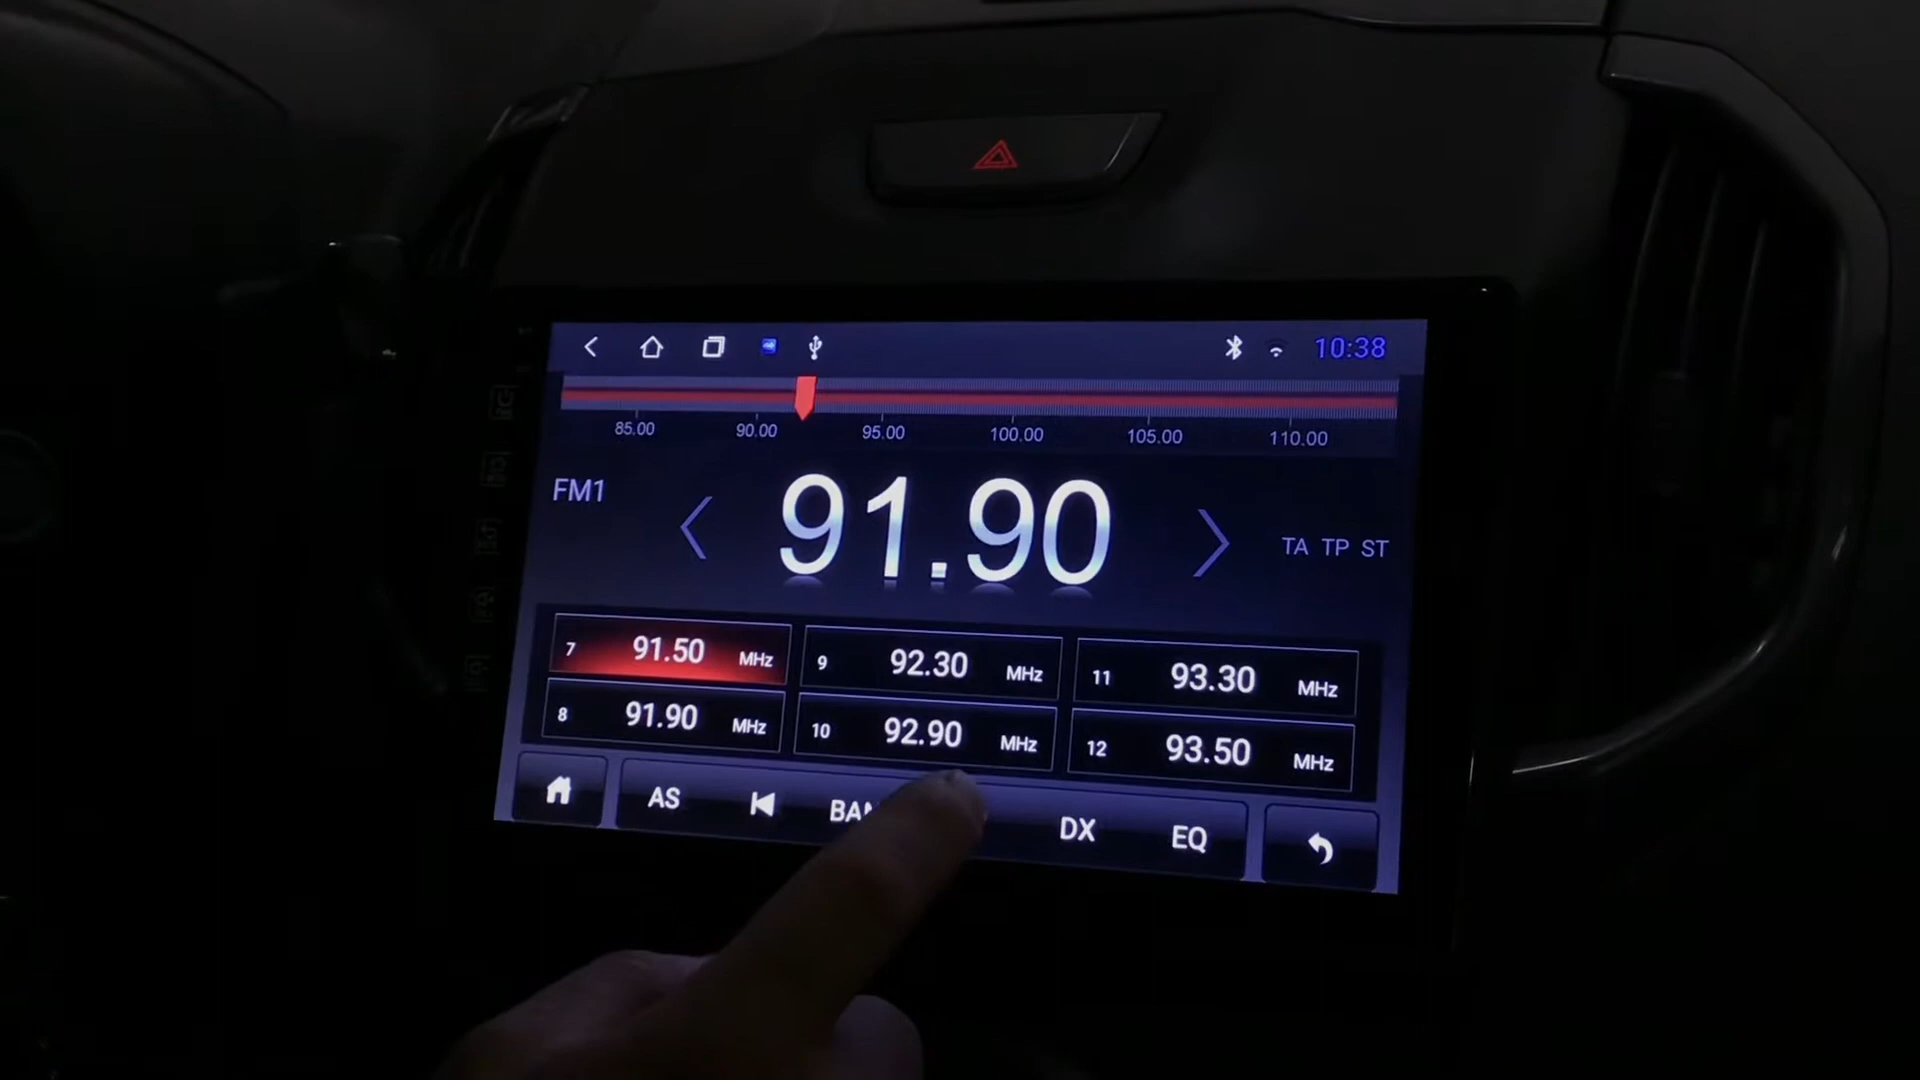 10:38
85.00 90.00 95.00 100.00 105.00 110.00
FM1
91.90
TA TP ST
7 91.50 MHz
9 92.30 MHz
11 93.30 MHz
8 91.90 MHz
10 92.90 MHz
12 93.50 MHz
AS DX EQ